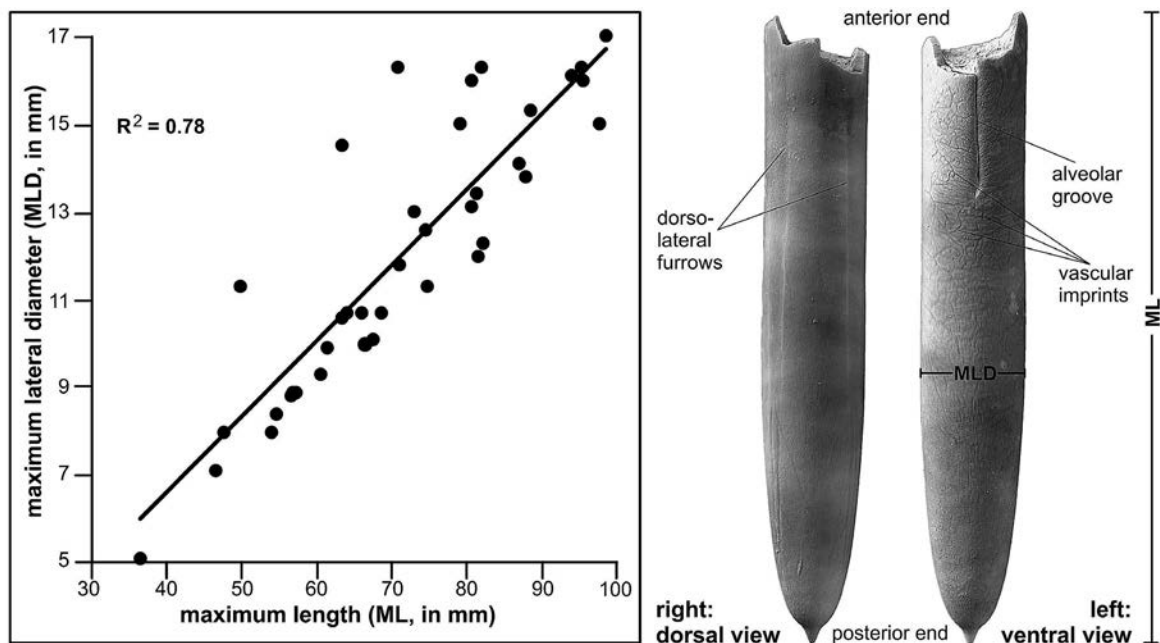 17
15
13
11
9
7
5
R² = 0.78
maximum lateral diameter (MLD, in mm)
30 40 50 60 70 80 90 100
maximum length (ML, in mm)
anterior end
alveolar
groove
dorso-
lateral
furrows
vascular
imprints
MLD
ML
right:
dorsal view
posterior end
left:
ventral view